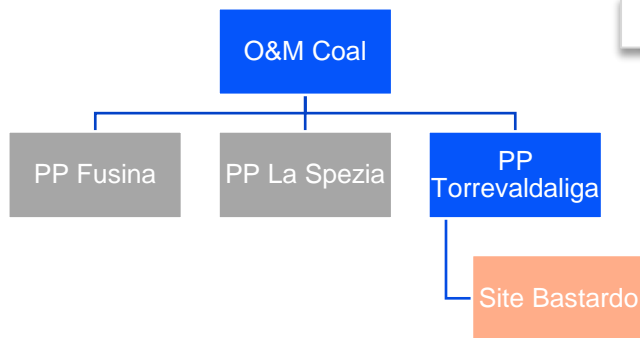 O&M Coal
PP Fusina
PP La Spezia
PP
Torrevaldaliga
Site Bastardo